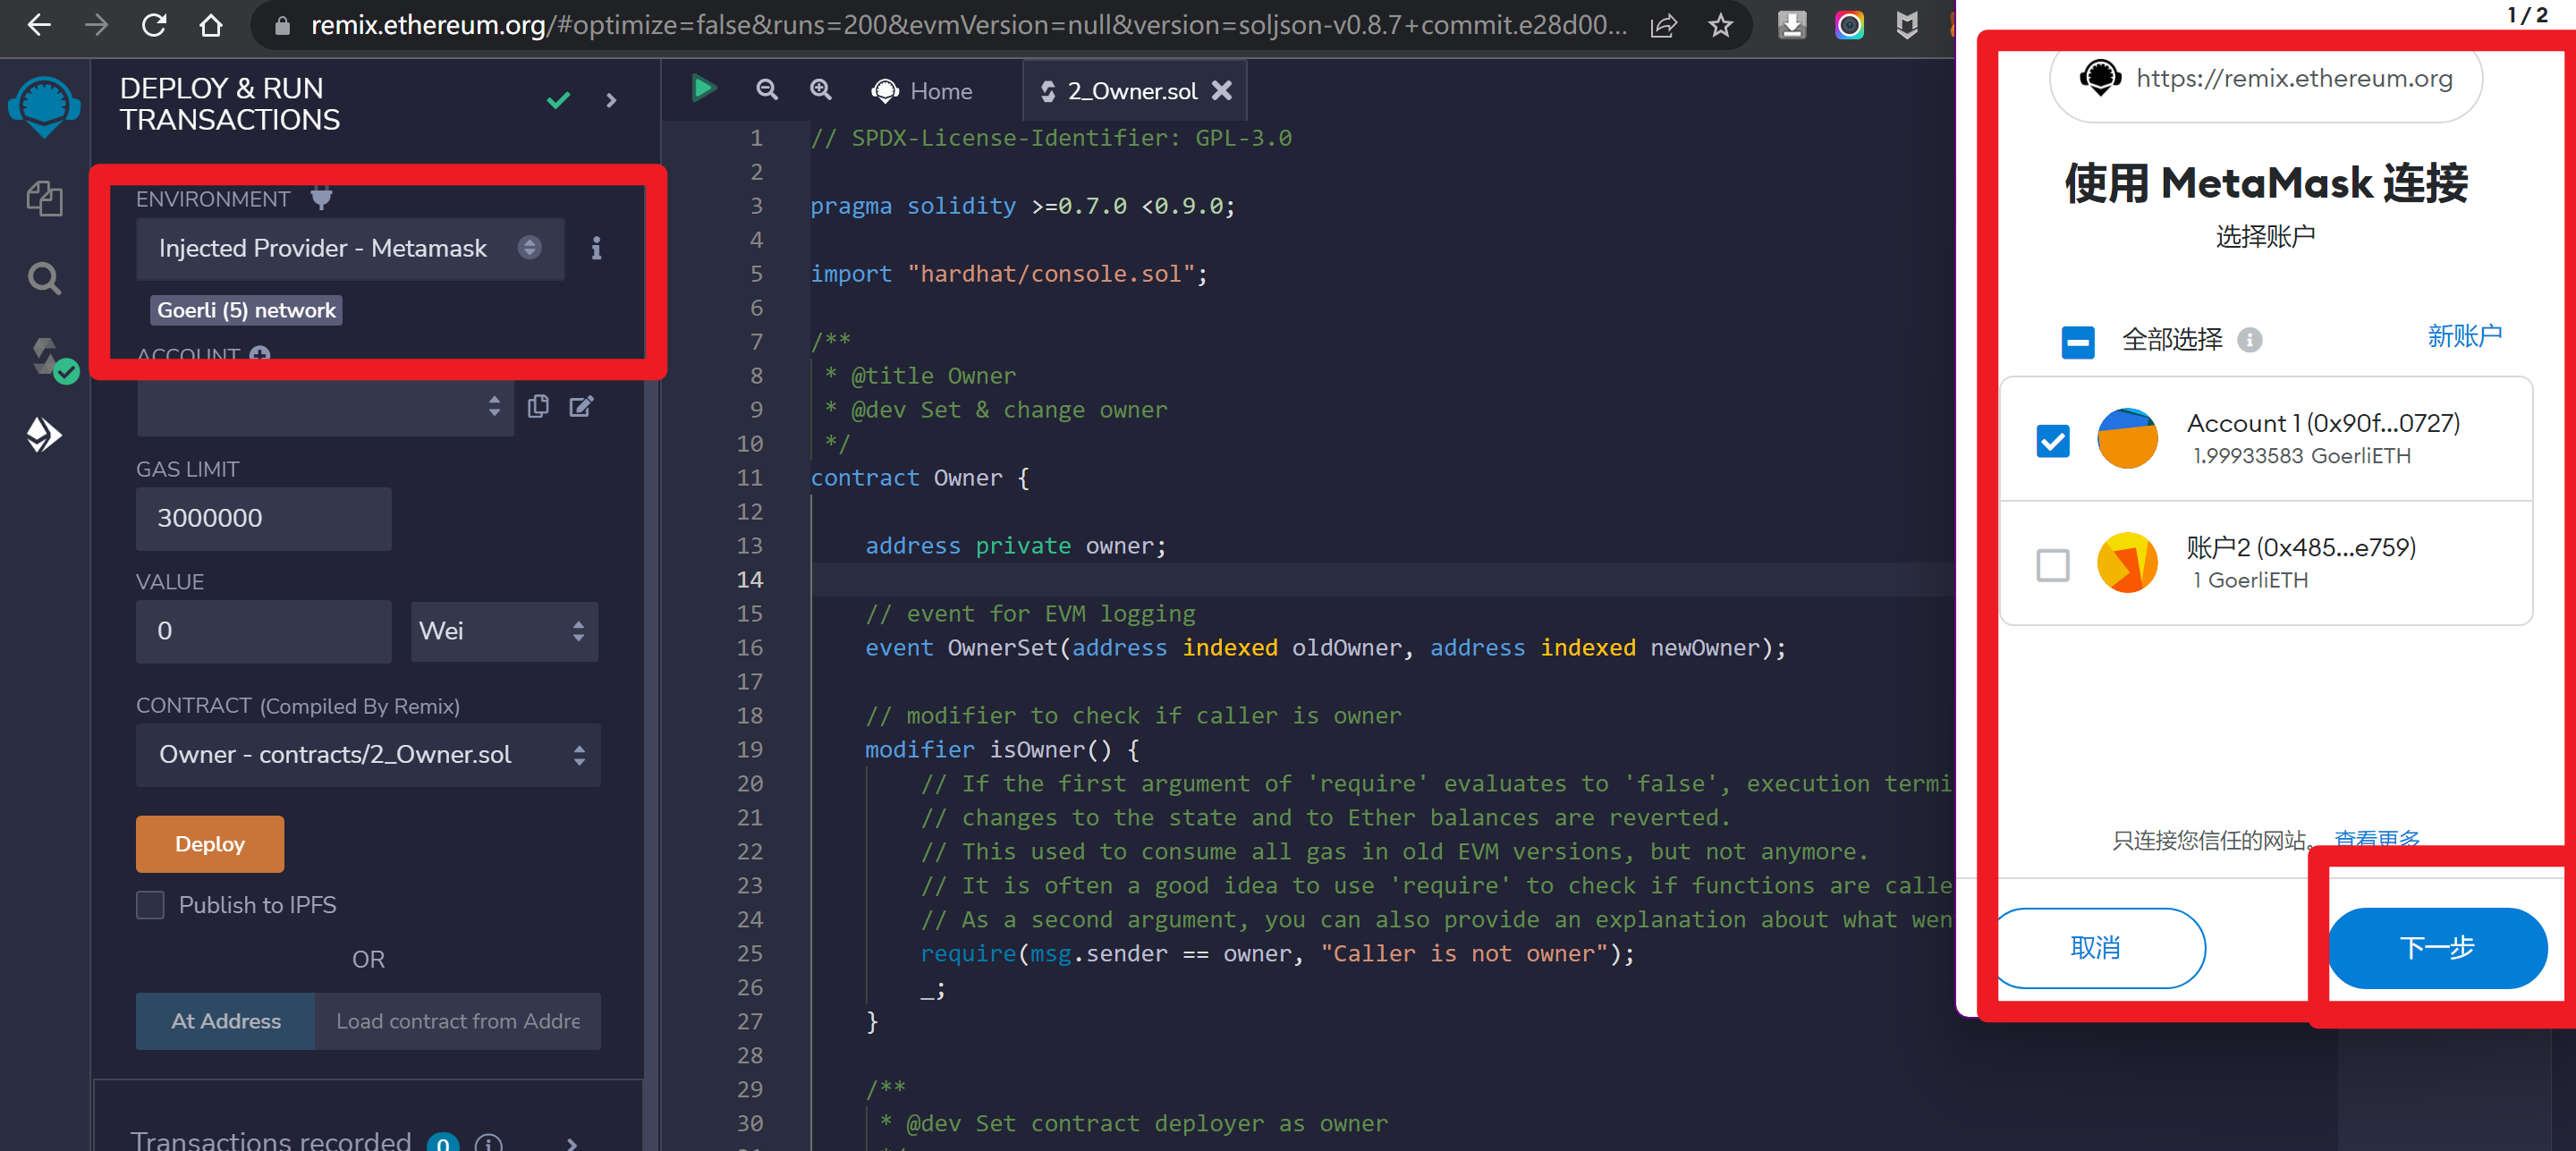 remix.ethereum.org/#optimize=false&runs=200&evmVersion=null&version=soljson-v0.8.7+commit.e28d00...
DEPLOY & RUN
TRANSACTIONS
ENVIRONMENT
Injected Provider - Metamask
Goerli (5) network
ACCOUNT
GAS LIMIT
3000000
VALUE
0
Wei
CONTRACT (Compiled By Remix)
Owner - contracts/2_Owner.sol
Deploy
Publish to IPFS
OR
At Address
Load contract from Addre
Transactions recorded 0
Home
2_Owner.sol
1 // SPDX-License-Identifier: GPL-3.0
2
3 pragma solidity >=0.7.0 <0.9.0;
4
5 import "hardhat/console.sol";
6
7 /**
8 * @title Owner
9 * @dev Set & change owner
10 */
11 contract Owner {
12
13 address private owner;
14
15 // event for EVM logging
16 event OwnerSet(address indexed oldOwner, address indexed newOwner);
17
18 // modifier to check if caller is owner
19 modifier isOwner() {
20 // If the first argument of 'require' evaluates to 'false', execution termi
21 // changes to the state and to Ether balances are reverted.
22 // This used to consume all gas in old EVM versions, but not anymore.
23 // It is often a good idea to use 'require' to check if functions are calle
24 // As a second argument, you can also provide an explanation about what wen
25 require(msg.sender == owner, "Caller is not owner");
26 _;
27 }
28
29 /**
30 * @dev Set contract deployer as owner
1 / 2
https://remix.ethereum.org
使用 MetaMask 连接
选择账户
全部选择
新账户
Account 1 (0x90f...0727)
1.99933583 GoerliETH
账户2 (0x485...e759)
1 GoerliETH
只连接您信任的网站。 查看更多
取消
下一步